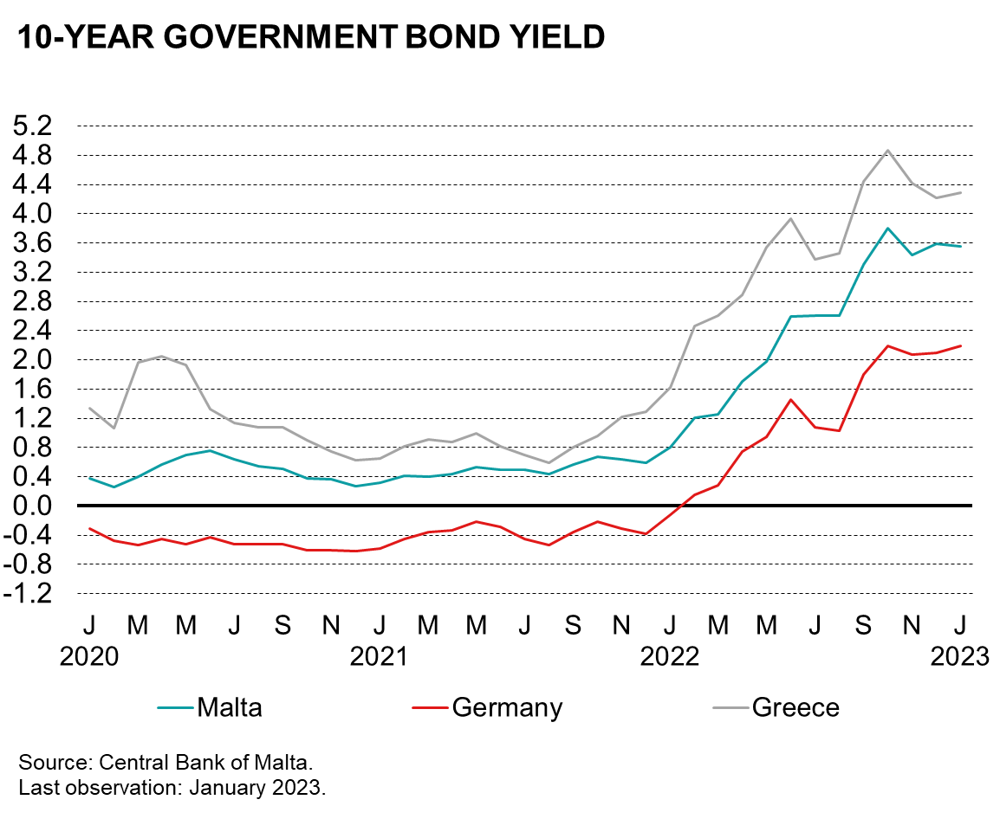 10-YEAR GOVERNMENT BOND YIELD
5.2
4.8
4.4
4.0
3.6
3.2
2.8
2.4
2.0
1.6
1.2
0.8
0.4
0.0
-0.4
-0.8
-1.2
J M M J S N J M M J S N J M M J S N J
2020 2021 2022 2023
Malta Germany Greece
Source: Central Bank of Malta.
Last observation: January 2023.